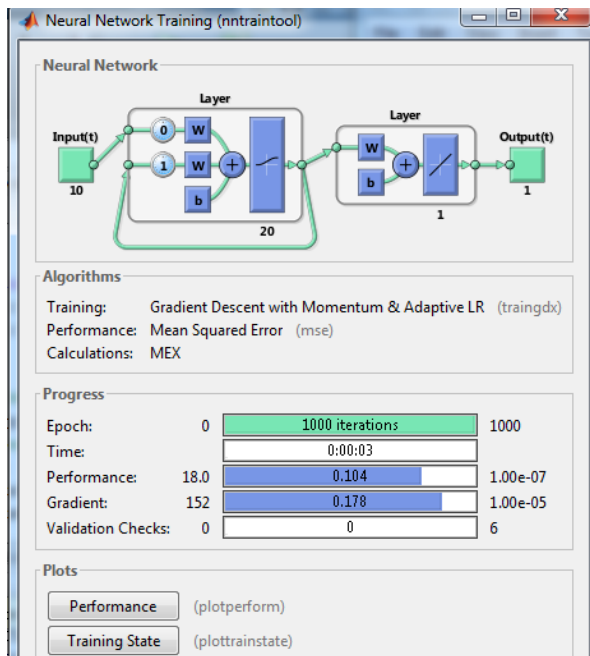 Neural Network Training (nntraintool)
Neural Network
Layer
Layer
Input(t)
0
W
W
Output(t)
1
W
b
b
10
1
1
20
Algorithms
Training: Gradient Descent with Momentum & Adaptive LR (traingdx)
Performance: Mean Squared Error (mse)
Calculations: MEX
Progress
Epoch: 0 1000 iterations 1000
Time: 0:00:03
Performance: 18.0 0.104 1.00e-07
Gradient: 152 0.178 1.00e-05
Validation Checks: 0 0 6
Plots
Performance (plotperform)
Training State (plottrainstate)